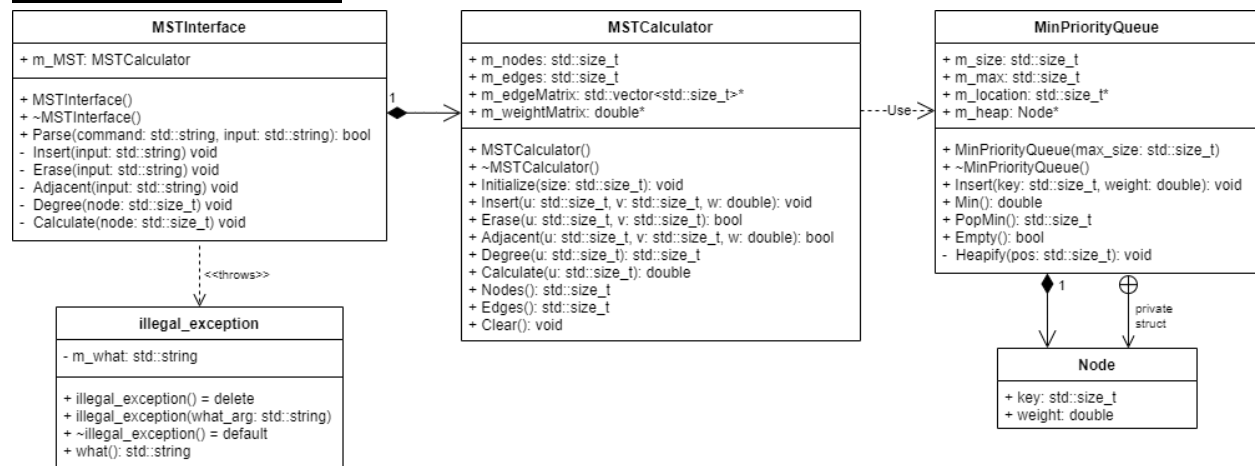 MSTInterface
+ m_MST: MSTCalculator
+ MSTInterface()
+ ~MSTInterface()
+ Parse(command: std::string, input: std::string): bool
- Insert(input: std::string) void
- Erase(input: std::string) void
- Adjacent(input: std::string) void
- Degree(node: std::size_t) void
- Calculate(node: std::size_t) void
1
<<throws>>
illegal_exception
- m_what: std::string
+ illegal_exception() = delete
+ illegal_exception(what_arg: std::string)
+ ~illegal_exception() = default
+ what(): std::string
MSTCalculator
+ m_nodes: std::size_t
+ m_edges: std::size_t
+ m_edgeMatrix: std::vector<std::size_t>*
+ m_weightMatrix: double*
+ MSTCalculator()
+ ~MSTCalculator()
+ Initialize(size: std::size_t): void
+ Insert(u: std::size_t, v: std::size_t, w: double): void
+ Erase(u: std::size_t, v: std::size_t): bool
+ Adjacent(u: std::size_t, v: std::size_t, w: double): bool
+ Degree(u: std::size_t): std::size_t
+ Calculate(u: std::size_t): double
+ Nodes(): std::size_t
+ Edges(): std::size_t
+ Clear(): void
Use
MinPriorityQueue
+ m_size: std::size_t
+ m_max: std::size_t
+ m_location: std::size_t*
+ m_heap: Node*
+ MinPriorityQueue(max_size: std::size_t)
+ ~MinPriorityQueue()
+ Insert(key: std::size_t, weight: double): void
+ Min(): double
+ PopMin(): std::size_t
+ Empty(): bool
- Heapify(pos: std::size_t): void
1
private
struct
Node
+ key: std::size_t
+ weight: double